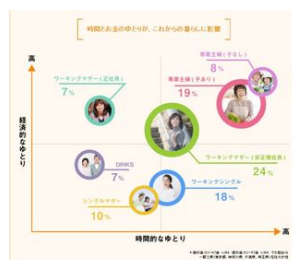 時間とお金のゆとりが、これからの暮らしに影響
高
専業主婦(子なし)
8%
専業主婦(子あり)
19%
ワーキングマザー(正社員)
7%
経済的なゆとり
ワーキングマザー(非正規社員)
24%
DINKS
7%
ワーキングシングル
18%
シングルマザー
10%
時間的なゆとり
高